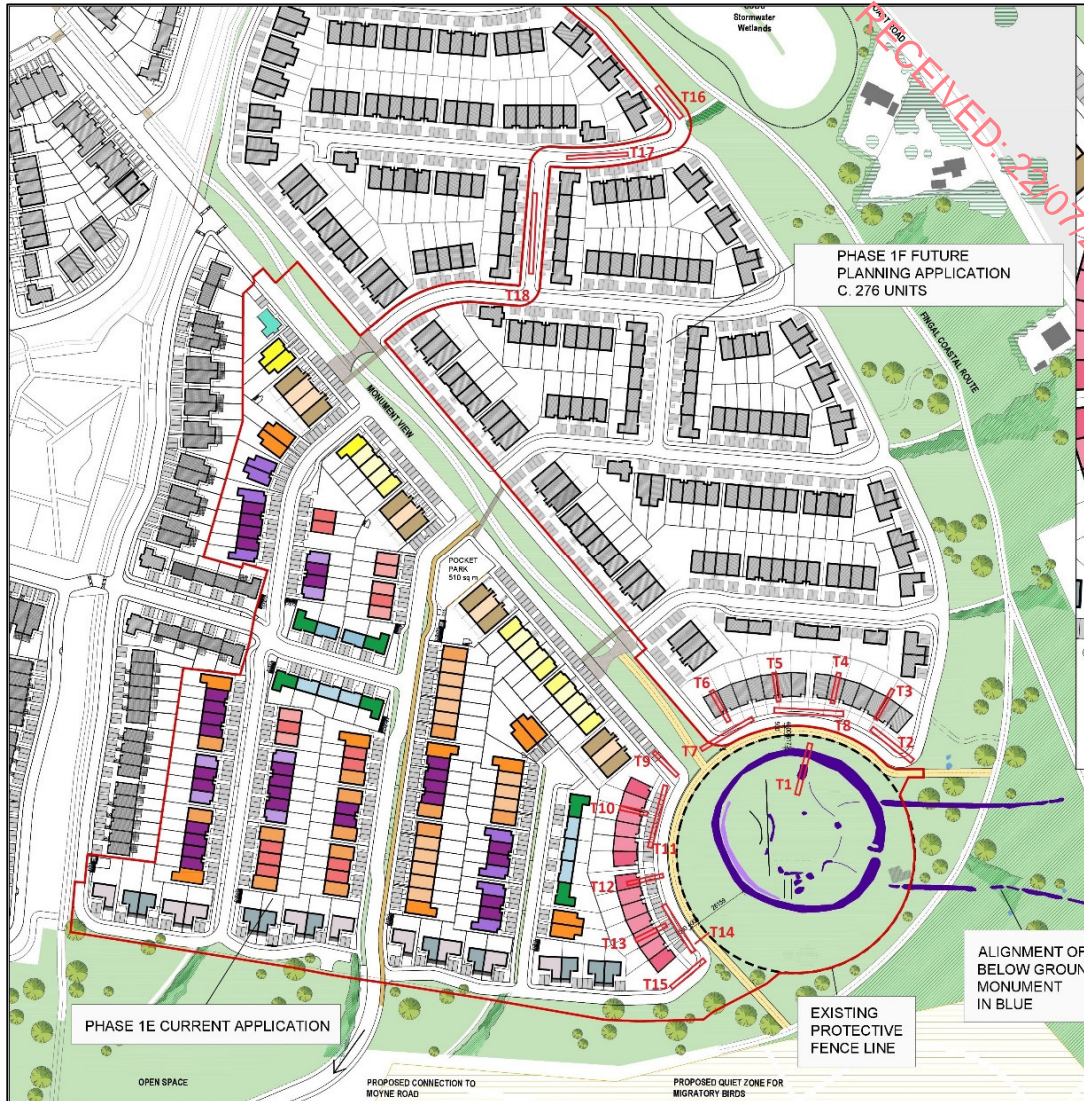 Stormwater
Wetlands
RECEIVED: 22/07/2
T16
T17
T18
PHASE 1F FUTURE
PLANNING APPLICATION
C. 276 UNITS
FINGAL COASTAL ROUTE
MONUMENT VIEW
POCKET
PARK
510 sq m
T6
T5
T4
T3
T7
T8
T2
T1
T9
T10
T11
T12
T13
T14
T15
ALIGNMENT OF
BELOW GROUN
MONUMENT
IN BLUE
EXISTING
PROTECTIVE
FENCE LINE
PHASE 1E CURRENT APPLICATION
OPEN SPACE
PROPOSED CONNECTION TO
MOYNE ROAD
PROPOSED QUIET ZONE FOR
MIGRATORY BIRDS